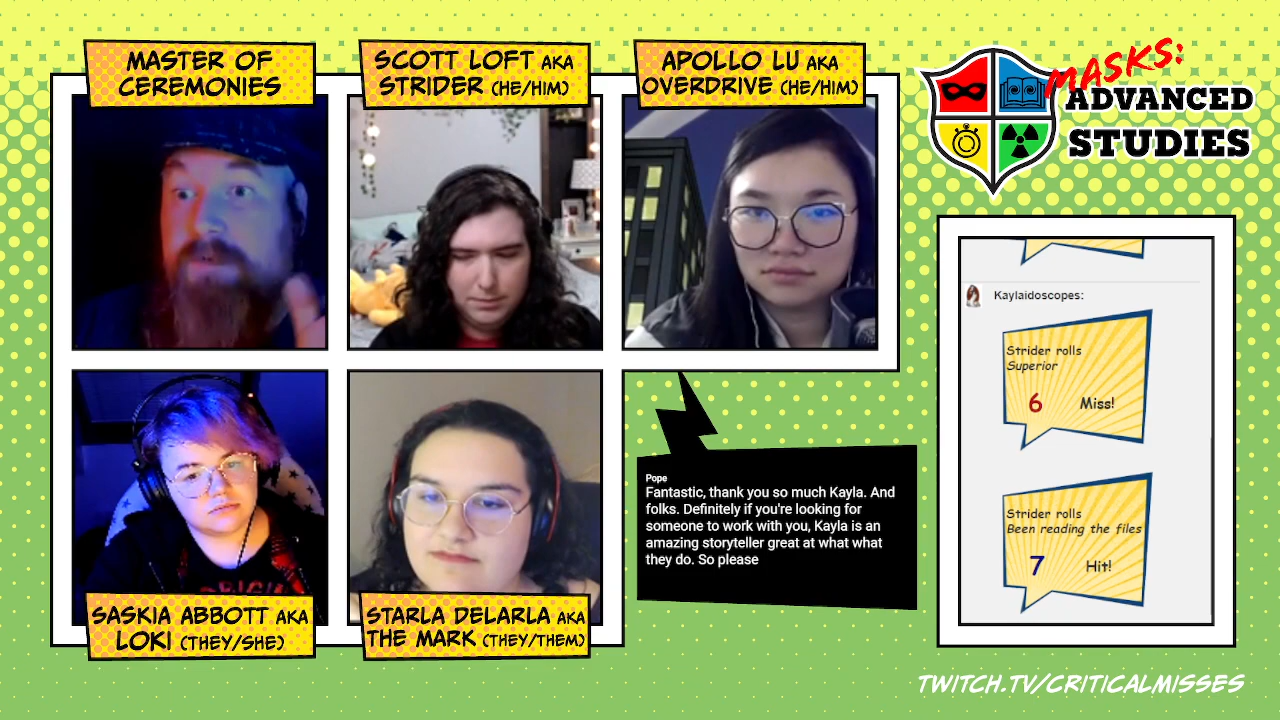 MASTER OF
CEREMONIES
SCOTT LOFT AKA
STRIDER (HE/HIM)
APOLLO LU AKA
OVERDRIVE (HE/HIM)
MASKS:
ADVANCED
STUDIES
Kaylaidoscopes:
Strider rolls
Superior
6 Miss!
Strider rolls
Been reading the files
7 Hit!
Pope
Fantastic, thank you so much Kayla. And
folks. Definitely if you're looking for
someone to work with you, Kayla is an
amazing storyteller great at what what
they do. So please
SASKIA ABBOTT AKA
LOKI (THEY/SHE)
STARLA DELARLA AKA
THE MARK (THEY/THEM)
TWITCH.TV/CRITICALMISSES